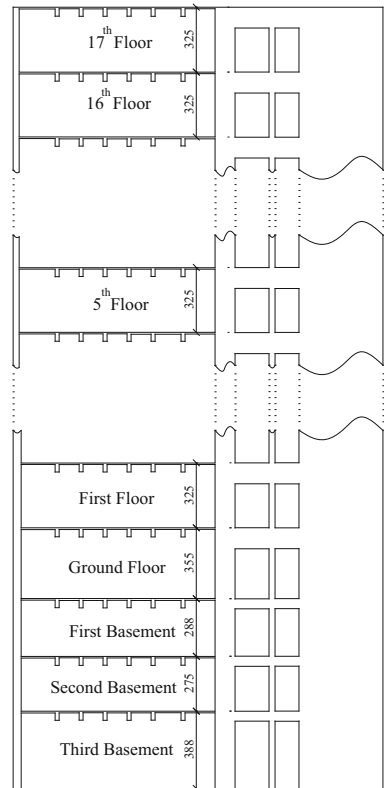 17th Floor
325
16th Floor
325
5th Floor
325
First Floor
325
Ground Floor
355
First Basement
288
Second Basement
275
Third Basement
388